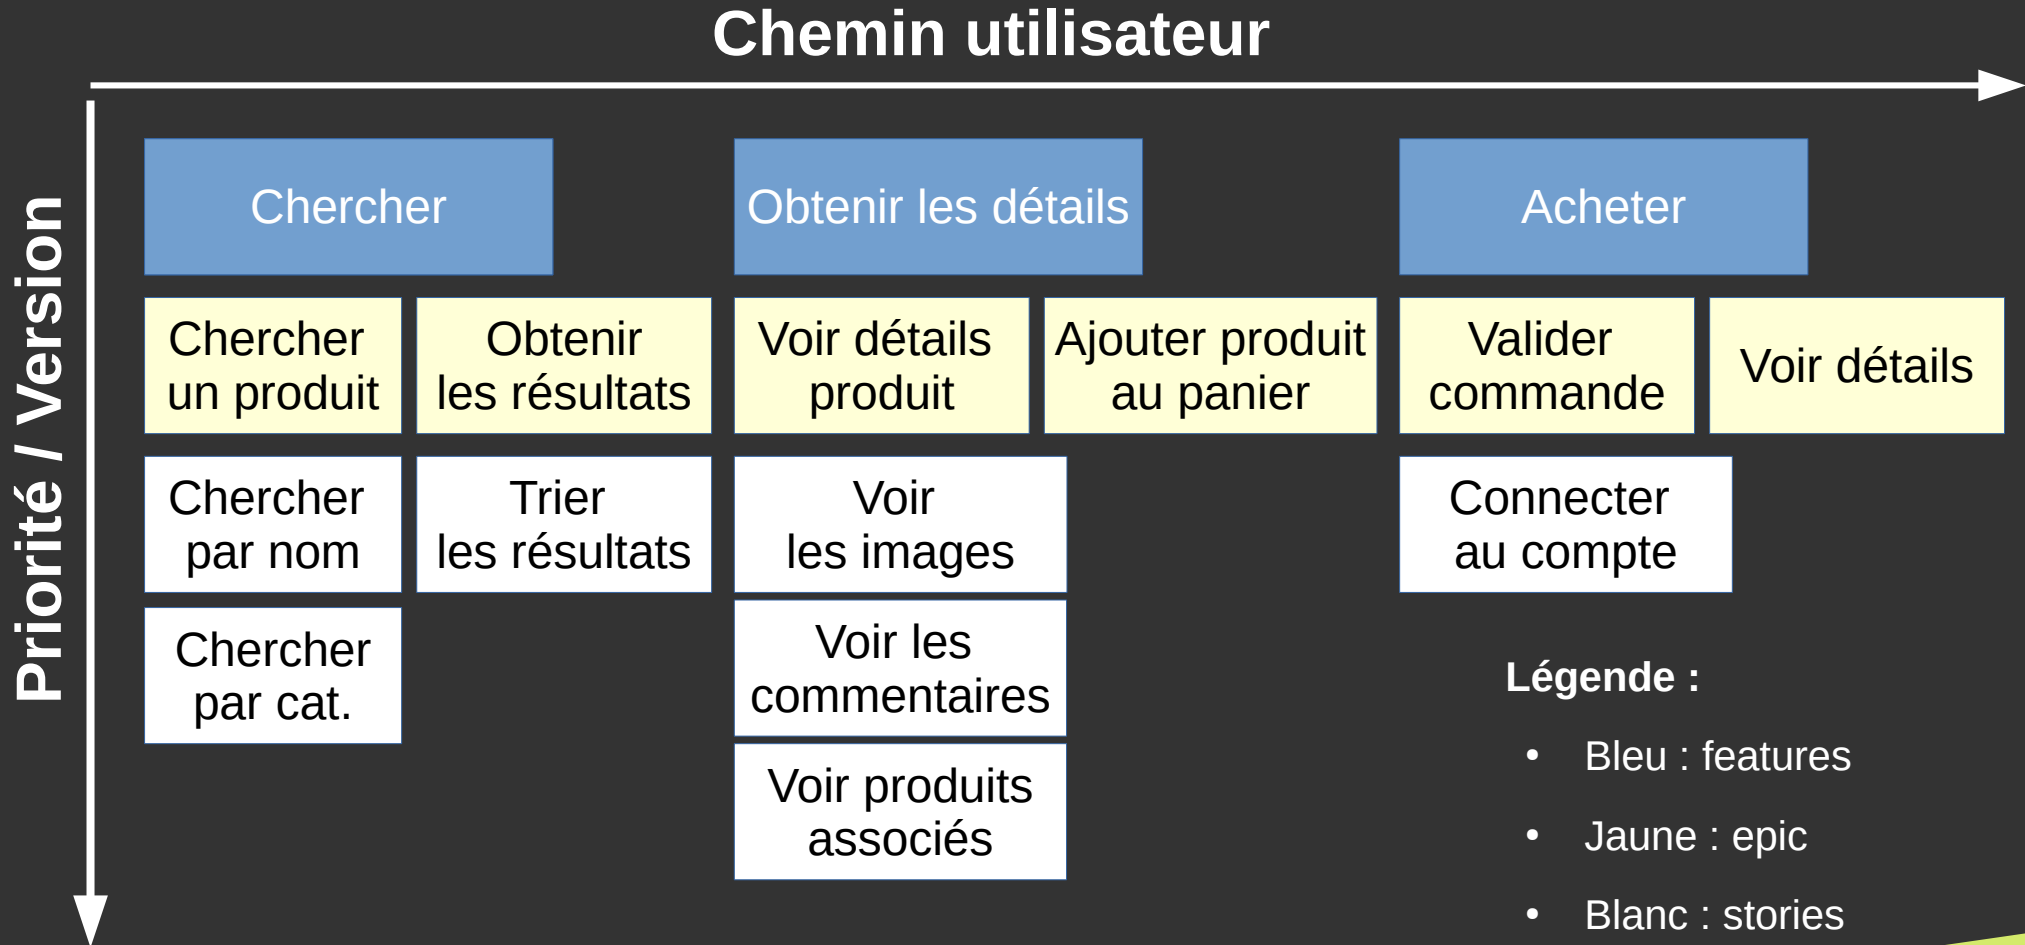 Chemin utilisateur
Priorité / Version
Chercher
Obtenir les détails
Acheter
Chercher
un produit
Obtenir
les résultats
Voir détails
produit
Ajouter produit
au panier
Valider
commande
Voir détails
Chercher
par nom
Trier
les résultats
Voir
les images
Connecter
au compte
Chercher
par cat.
Voir les
commentaires
Voir produits
associés
Légende :
• Bleu : features
• Jaune : epic
• Blanc : stories